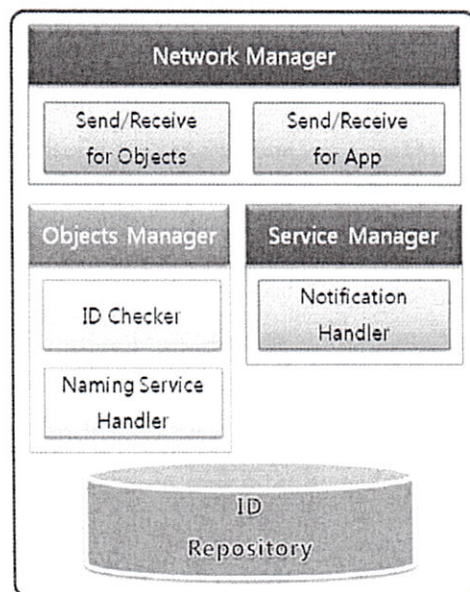 Network Manager
Send/Receive
for Objects
Send/Receive
for App
Objects Manager
ID Checker
Naming Service
Handler
Service Manager
Notification
Handler
ID
Repository